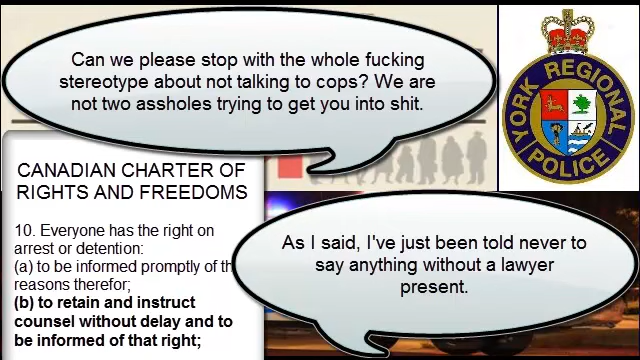 Can we please stop with the whole fucking
stereotype about not talking to cops? We are
not two assholes trying to get you into shit.
YORK REGIONAL
POLICE
CANADIAN CHARTER OF
RIGHTS AND FREEDOMS
10. Everyone has the right on
arrest or detention:
(a) to be informed promptly of th
reasons therefor;
(b) to retain and instruct
counsel without delay and to
be informed of that right;
As I said, I've just been told never to
say anything without a lawyer
present.